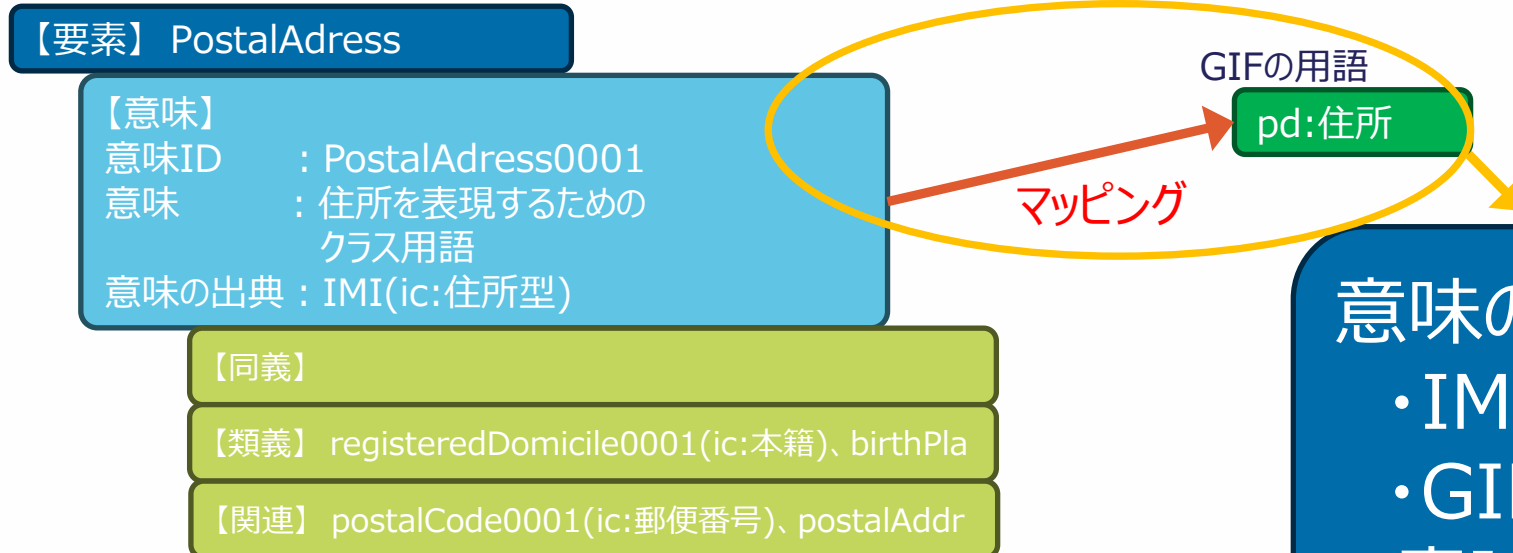 【要素】 PostalAdress
【意味】
意味ID : PostalAdress0001
意味 : 住所を表現するための
クラス用語
意味の出典 : IMI(ic:住所型)
【同義】
【類義】 registeredDomicile0001(ic:本籍)、birthPla
【関連】 postalCode0001(ic:郵便番号)、postalAddr
GIFの用語
pd:住所
マッピング
意味の
・IM
・GI